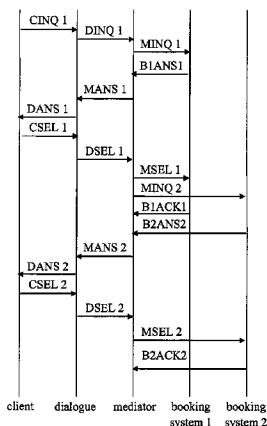 CINQ 1
DINQ 1
MINQ 1
B1ANS1
MANS 1
DANS 1
CSEL 1
DSEL 1
MSEL 1
MINQ 2
B1ACK1
B2ANS2
MANS 2
DANS 2
CSEL 2
DSEL 2
MSEL 2
B2ACK2
client dialogue mediator booking booking
system 1 system 2